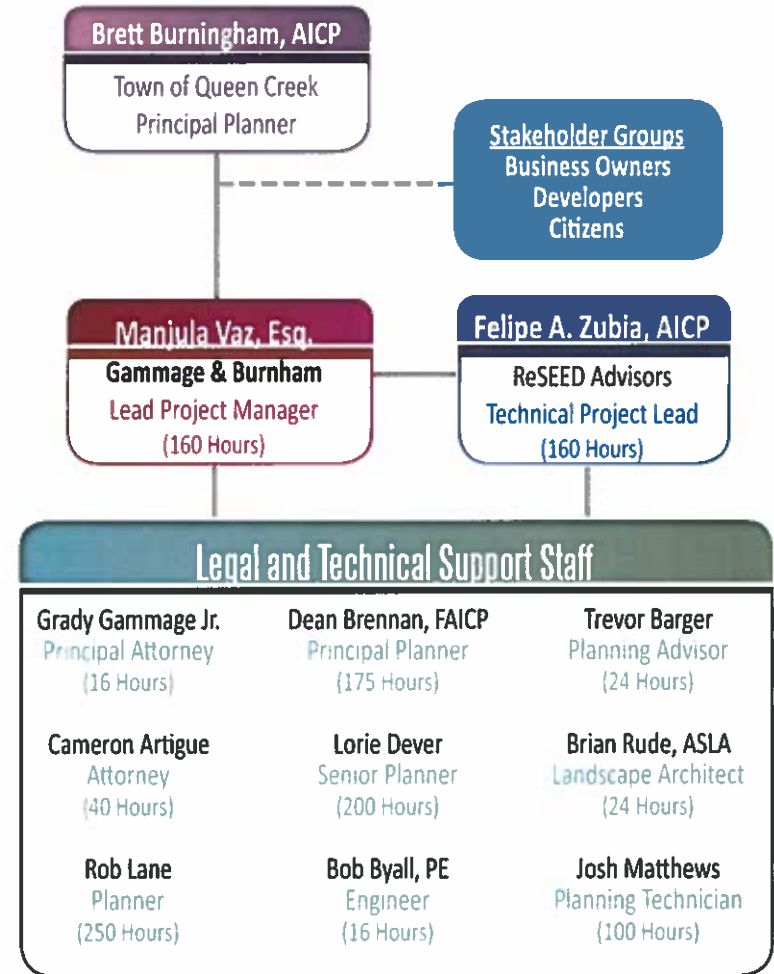 Brett Burningham, AICP
Town of Queen Creek
Principal Planner
Stakeholder Groups
Business Owners
Developers
Citizens
Manjula Vaz, Esq.
Gammage & Burnham
Lead Project Manager
(160 Hours)
Felipe A. Zubia, AICP
ReSEED Advisors
Technical Project Lead
(160 Hours)
Legal and Technical Support Staff
Grady Gammage Jr.
Principal Attorney
(16 Hours)
Dean Brennan, FAICP
Principal Planner
(175 Hours)
Trevor Barger
Planning Advisor
(24 Hours)
Cameron Artigue
Attorney
(40 Hours)
Lorie Dever
Senior Planner
(200 Hours)
Brian Rude, ASLA
Landscape Architect
(24 Hours)
Rob Lane
Planner
(250 Hours)
Bob Byall, PE
Engineer
(16 Hours)
Josh Matthews
Planning Technician
(100 Hours)